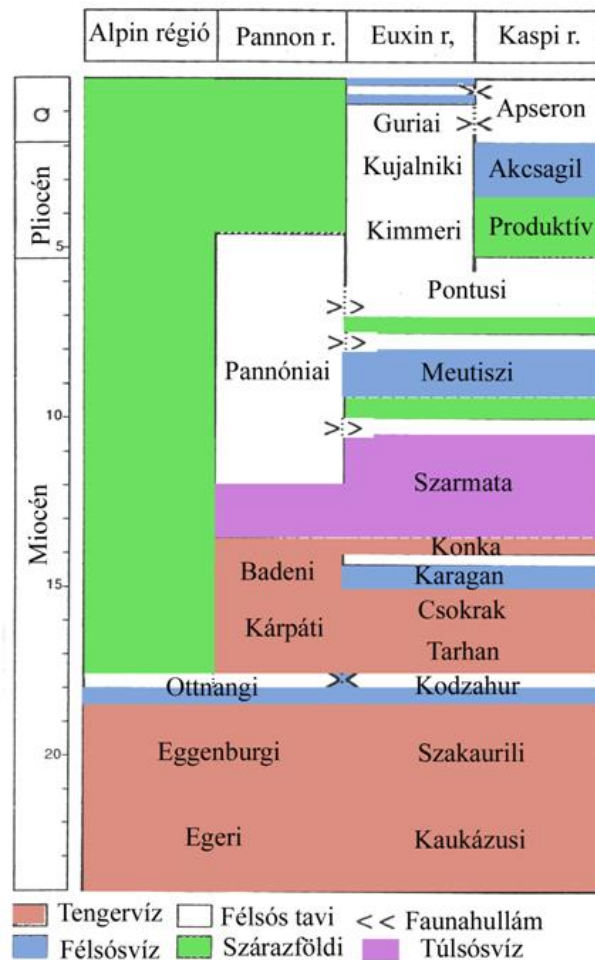 Alpin régió Pannon r. Euxin r, Kaspi r.
Q
Pliocén
Miocén
5
10
15
20
Guriai
Apseron
Kujalniki
Akcsagil
Kimmeri
Produktív
Pontusi
Pannóniai
Meutiszi
Szarmata
Konka
Badeni
Karagan
Kárpáti
Csokrak
Tarhan
Ottnangi
Kodzahur
Eggenburgi
Szakaurili
Egeri
Kaukázusi
Tengervíz Félsós tavi << Faunahullám
Félsósvíz Szárazföldi Túlsósvíz